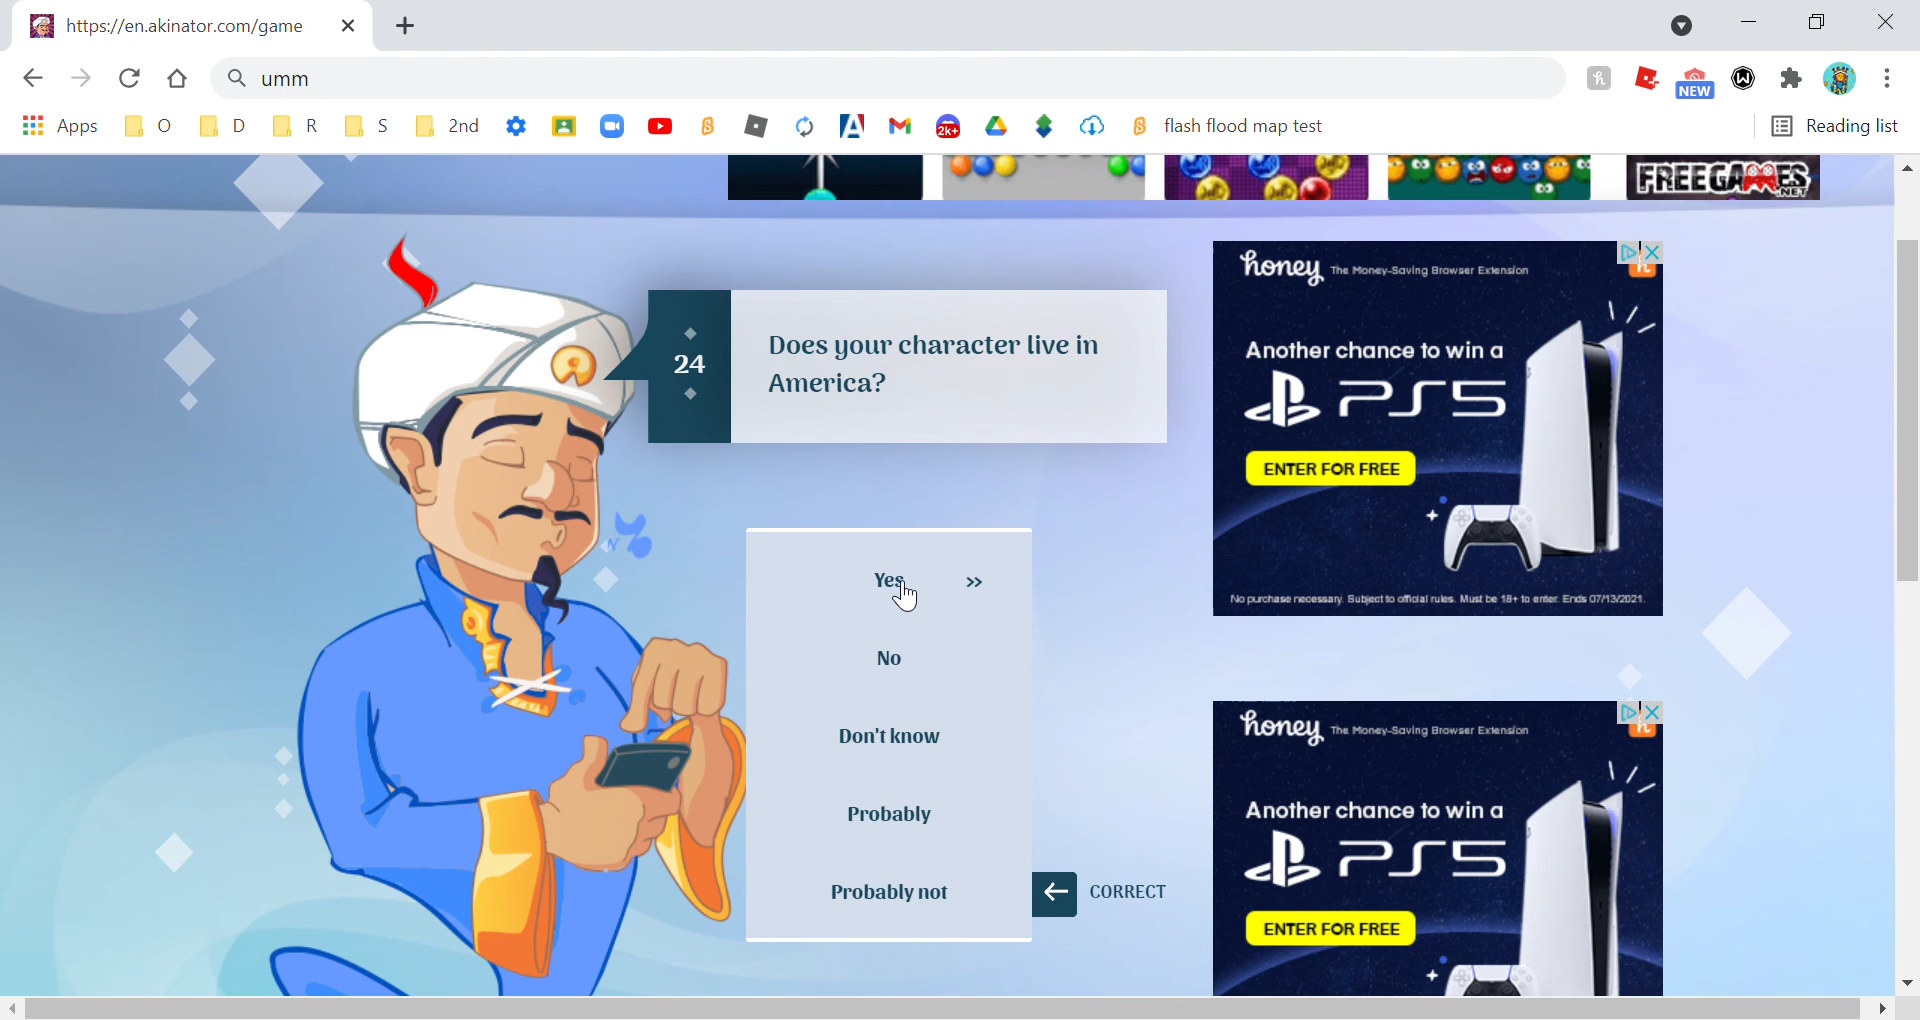 https://en.akinator.com/game
umm
NEW
Apps
O
D
R
S
2nd
2k+
flash flood map test
Reading list
FREEGAMES
.NET
24
Does your character live in
America?
Yes
No
Don't know
Probably
Probably not
CORRECT
honey The Money-Saving Browser Extension
Another chance to win a
PS5
ENTER FOR FREE
No purchase necessary. Subject to official rules. Must be 18+ to enter. Ends 07/13/2021.
honey The Money-Saving Browser Extension
Another chance to win a
PS5
ENTER FOR FREE